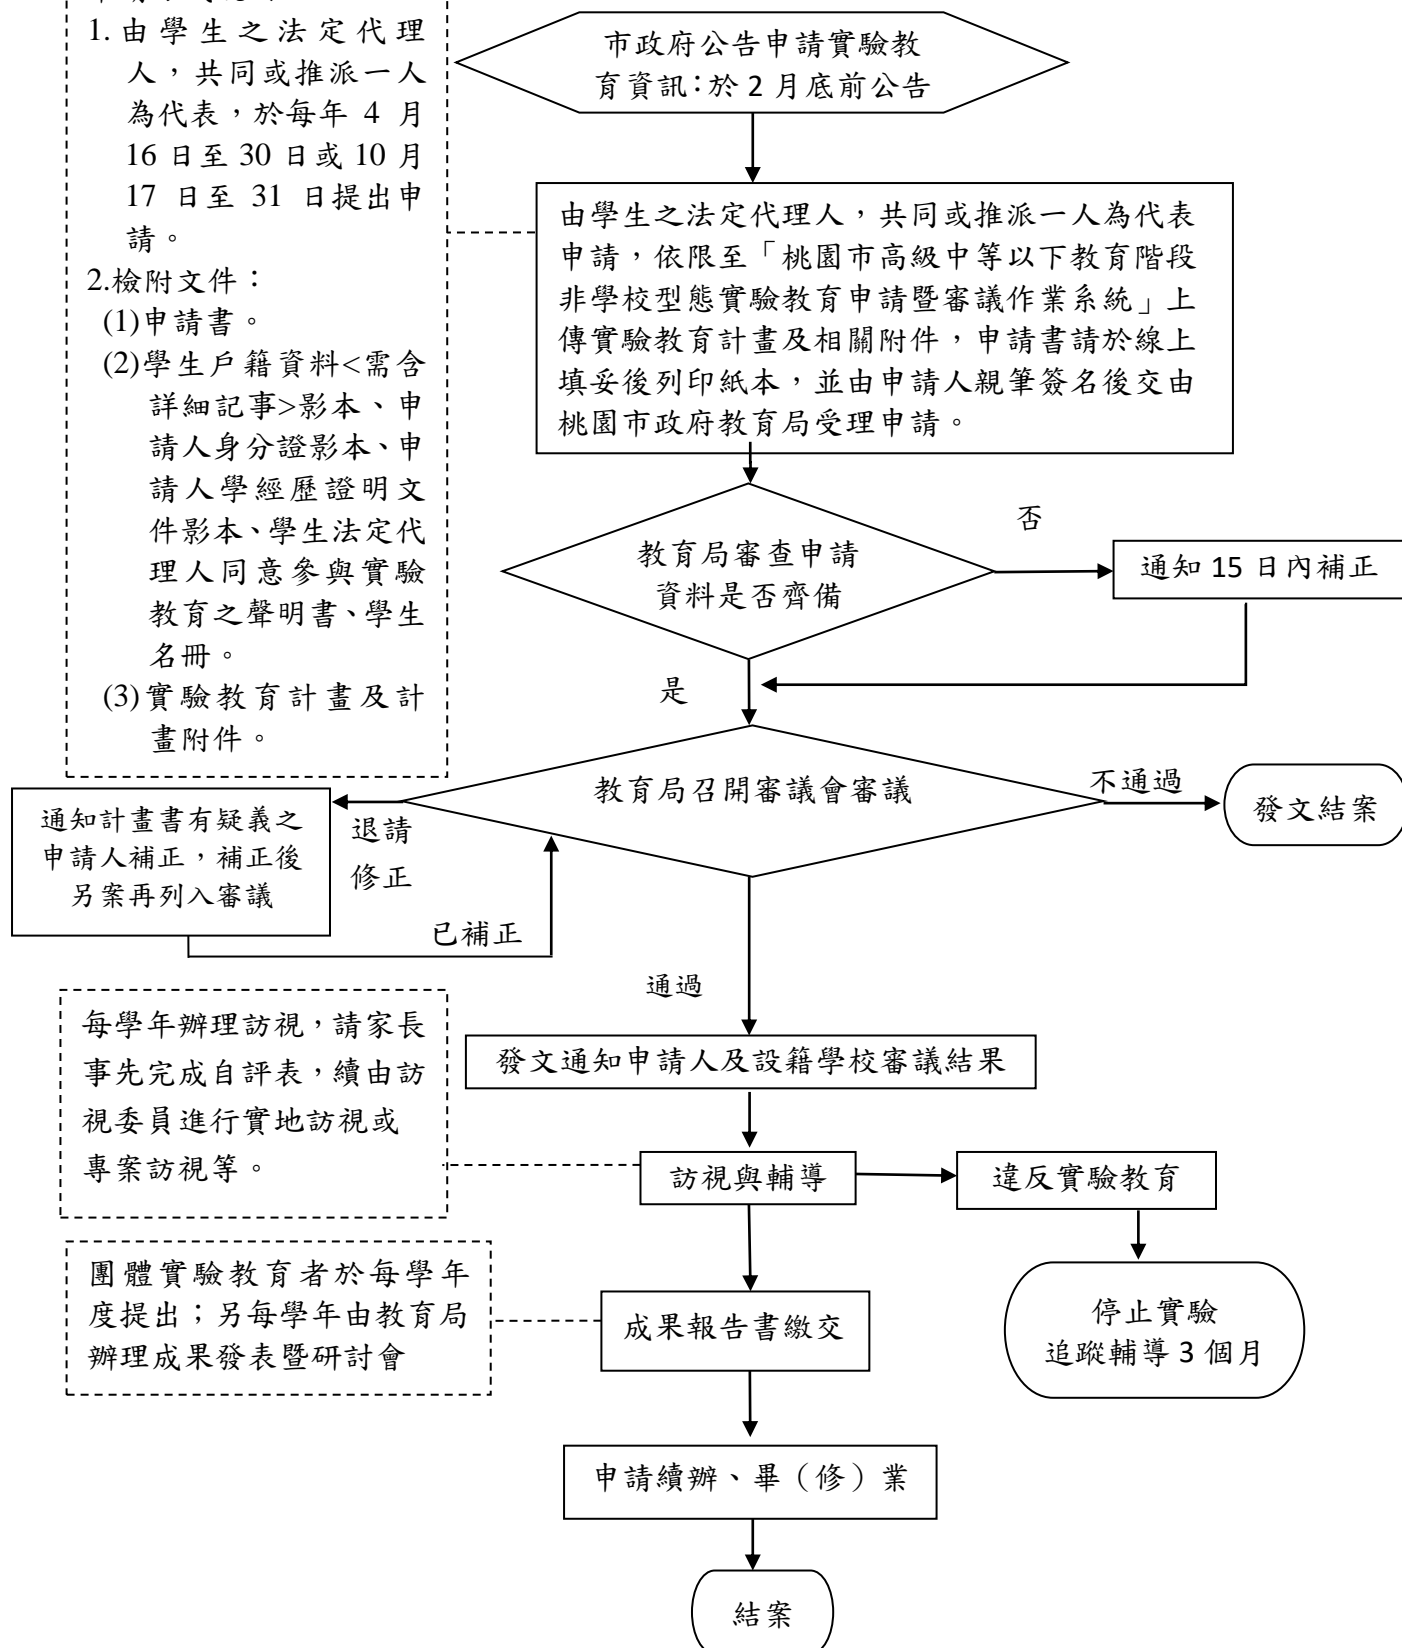 1.由學生之法定代理
人，共同或推派一人
為代表，於每年 4 月
16 日至 30 日或 10 月
17 日至 31 日提出申
請。
2.檢附文件：
(1)申請書。
(2)學生戶籍資料<需含
詳細記事>影本、申
請人身分證影本、申
請人學經歷證明文
件影本、學生法定代
理人同意參與實驗
教育之聲明書、學生
名冊。
(3)實驗教育計畫及計
畫附件。
市政府公告申請實驗教
育資訊：於 2 月底前公告
由學生之法定代理人，共同或推派一人為代表
申請，依限至「桃園市高級中等以下教育階段
非學校型態實驗教育申請暨審議作業系統」上
傳實驗教育計畫及相關附件，申請書請於線上
填妥後列印紙本，並由申請人親筆簽名後交由
桃園市政府教育局受理申請。
教育局審查申請
資料是否齊備
否
通知 15 日內補正
是
教育局召開審議會審議
不通過
發文結案
退請
修正
通知計畫書有疑義之
申請人補正，補正後
另案再列入審議
已補正
通過
發文通知申請人及設籍學校審議結果
每學年辦理訪視，請家長
事先完成自評表，續由訪
視委員進行實地訪視或
專案訪視等。
訪視與輔導
違反實驗教育
停止實驗
追蹤輔導 3 個月
團體實驗教育者於每學年
度提出；另每學年由教育局
辦理成果發表暨研討會
成果報告書繳交
申請續辦、畢（修）業
結案